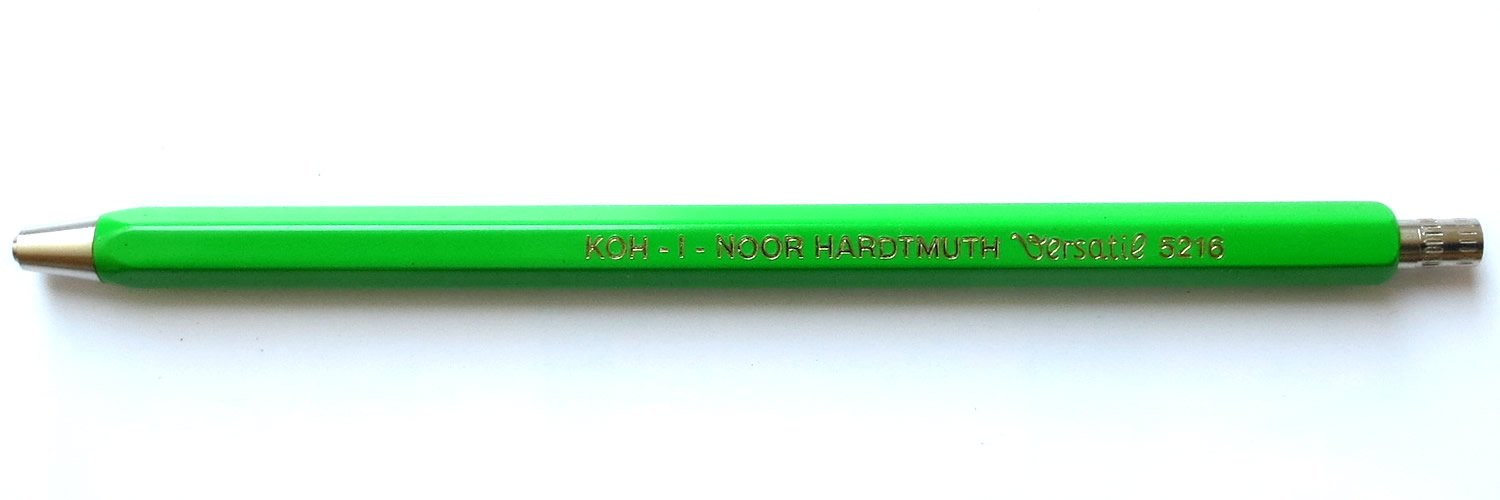 KOH - I - NOOR HARDTMUTH Versatil 5216